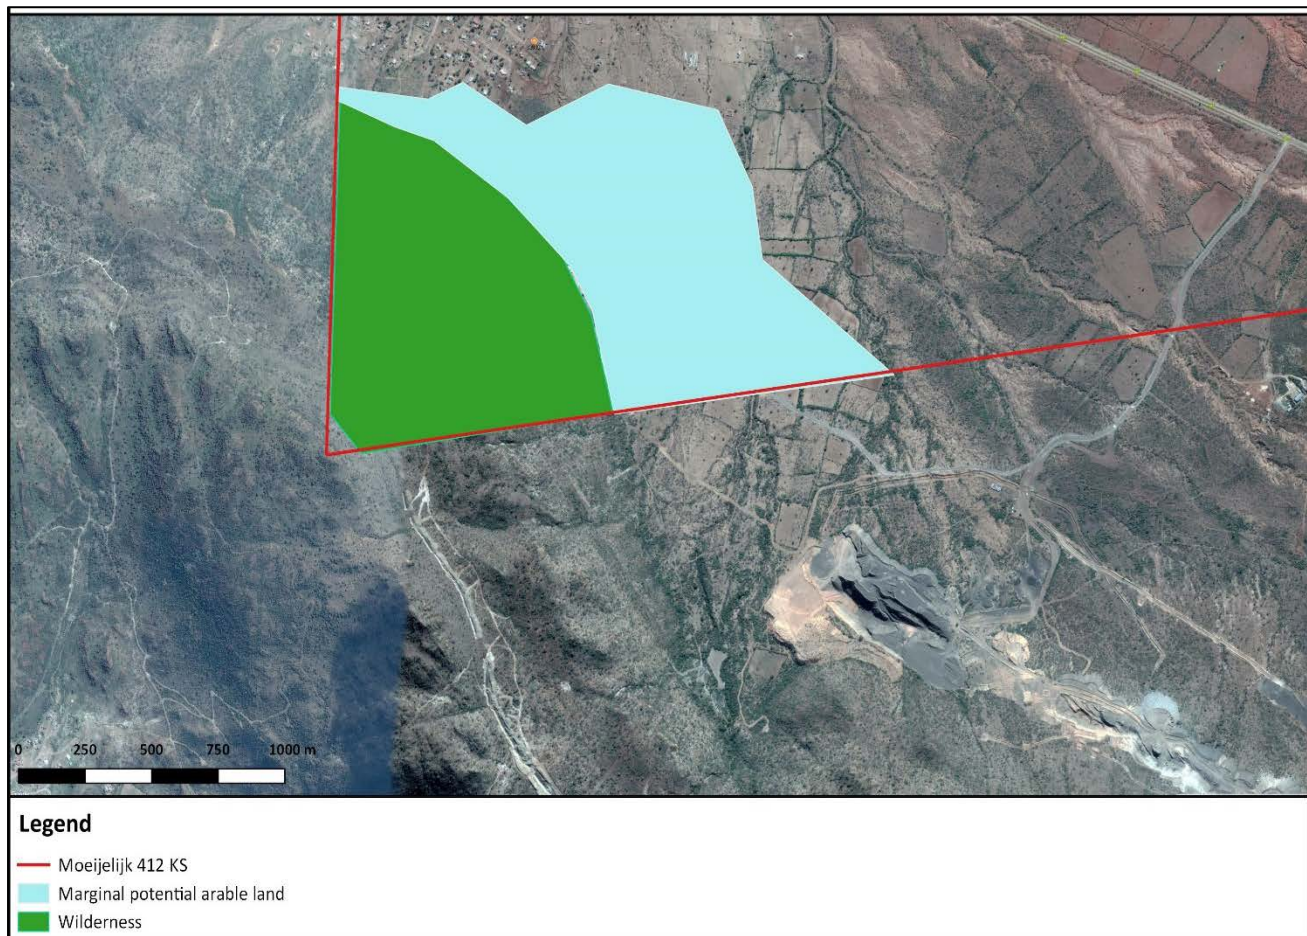 0 250 500 750 1000 m
Legend
Moeijelijk 412 KS
Marginal potential arable land
Wilderness